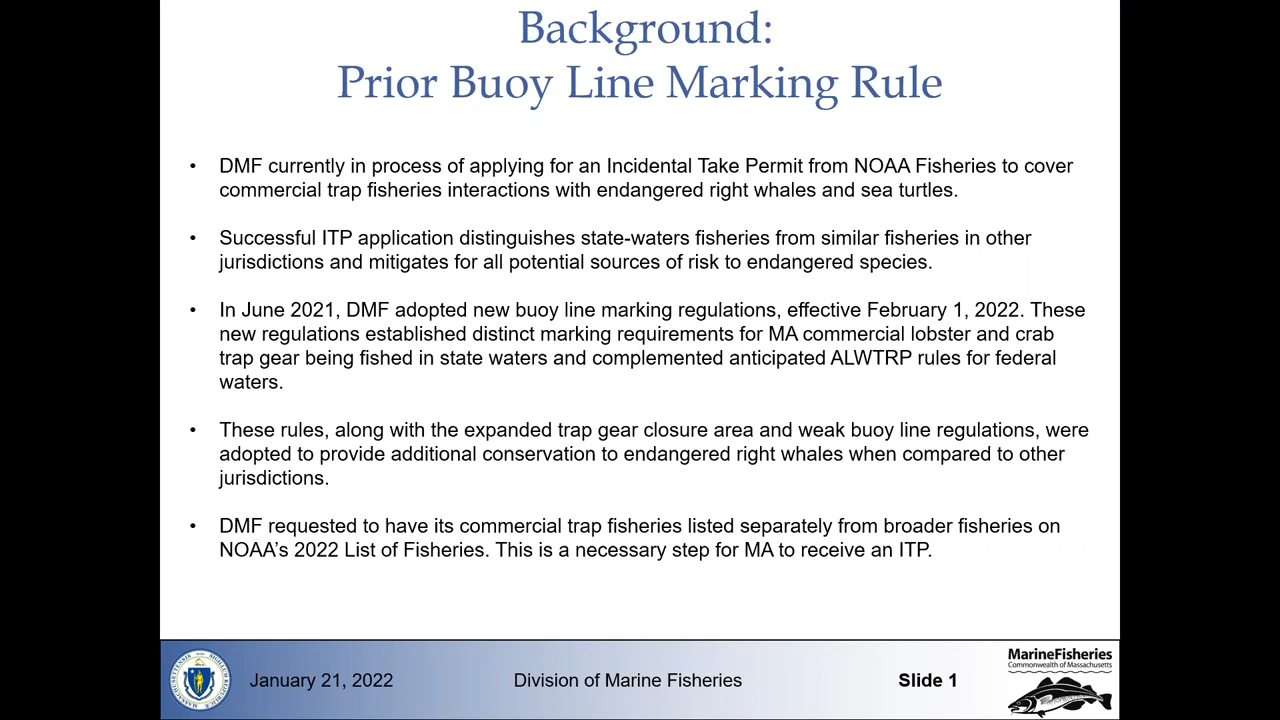 Background:
Prior Buoy Line Marking Rule
• DMF currently in process of applying for an Incidental Take Permit from NOAA Fisheries to cover
commercial trap fisheries interactions with endangered right whales and sea turtles.
• Successful ITP application distinguishes state-waters fisheries from similar fisheries in other
jurisdictions and mitigates for all potential sources of risk to endangered species.
• In June 2021, DMF adopted new buoy line marking regulations, effective February 1, 2022. These
new regulations established distinct marking requirements for MA commercial lobster and crab
trap gear being fished in state waters and complemented anticipated ALWTRP rules for federal
waters.
• These rules, along with the expanded trap gear closure area and weak buoy line regulations, were
adopted to provide additional conservation to endangered right whales when compared to other
jurisdictions.
• DMF requested to have its commercial trap fisheries listed separately from broader fisheries on
NOAA’s 2022 List of Fisheries. This is a necessary step for MA to receive an ITP.
January 21, 2022
Division of Marine Fisheries
Slide 1
MarineFisheries
Commonwealth of Massachusetts